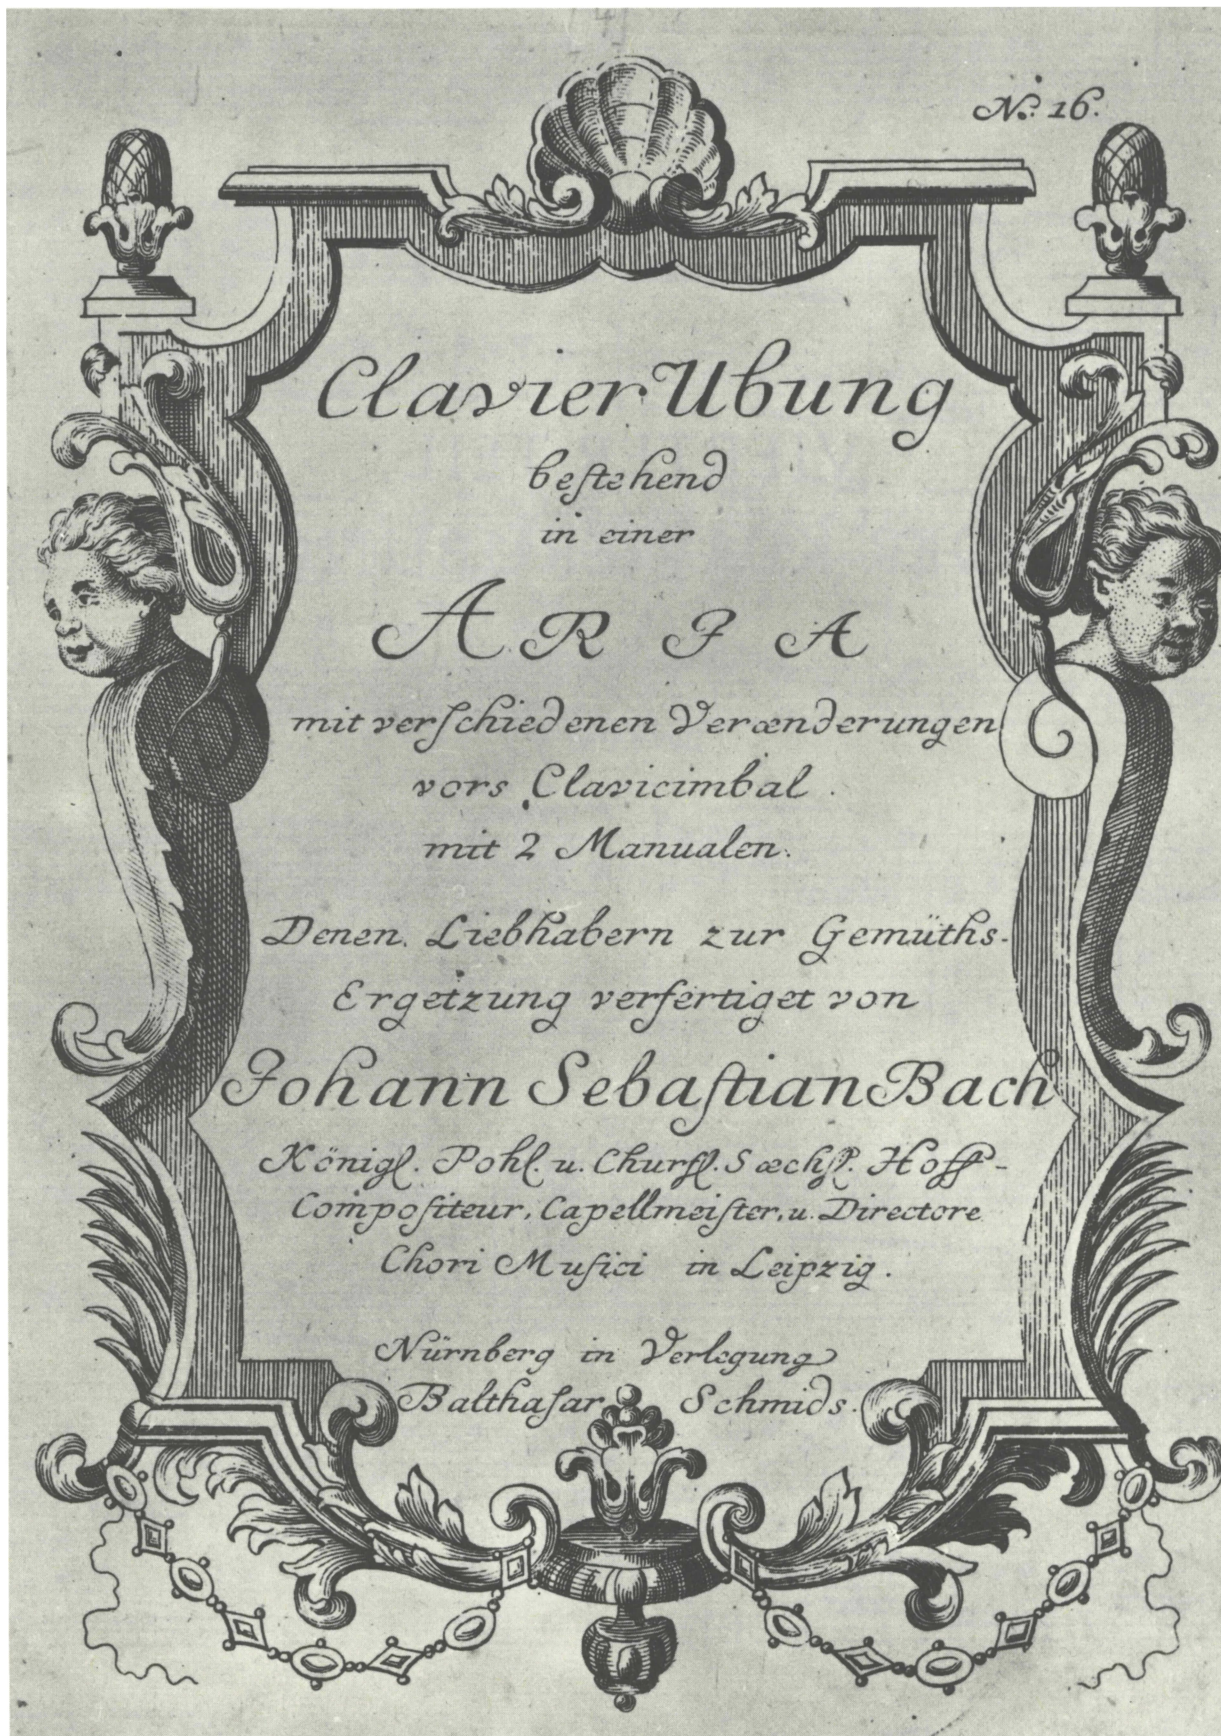 No. 16.
Clavier Ubung
bestehend
in einer
ARIA
mit verschiedenen Verænderungen
vors Clavicimbal
mit 2 Manualen.
Denen Liebhabern zur Gemüths-
Ergetzung verfertiget von
Johann Sebastian Bach
Königl. Pohl. u. Churfl. Sæchs. Hoff-
Compositeur, Capellmeister, u. Directore
Chori Musici in Leipzig.
Nürnberg in Verlegung
Balthasar Schmids.